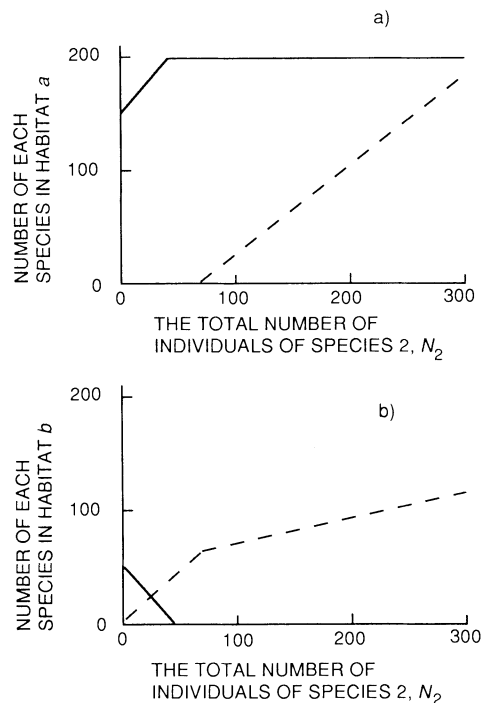 a)
NUMBER OF EACH
SPECIES IN HABITAT a
200
100
0
0 100 200 300
THE TOTAL NUMBER OF
INDIVIDUALS OF SPECIES 2, N2
b)
NUMBER OF EACH
SPECIES IN HABITAT b
200
100
0
0 100 200 300
THE TOTAL NUMBER OF
INDIVIDUALS OF SPECIES 2, N2